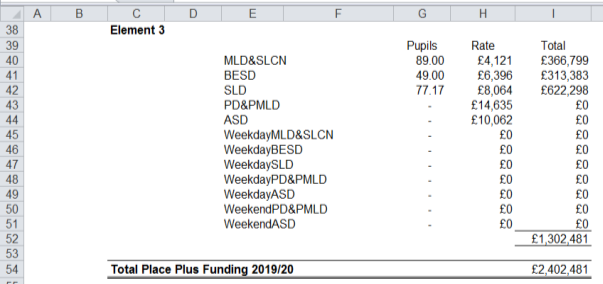 A B C D E F G H I
38 Element 3
39 Pupils Rate Total
40 MLD&SLCN 89.00 £4,121 £366,799
41 BESD 49.00 £6,396 £313,383
42 SLD 77.17 £8,064 £622,298
43 PD&PMLD - £14,635 £0
44 ASD - £10,062 £0
45 WeekdayMLD&SLCN - £0 £0
46 WeekdayBESD - £0 £0
47 WeekdaySLD - £0 £0
48 WeekdayPD&PMLD - £0 £0
49 WeekdayASD - £0 £0
50 WeekendPD&PMLD - £0 £0
51 WeekendASD - £0 £0
52 £1,302,481
53
54 Total Place Plus Funding 2019/20 £2,402,481